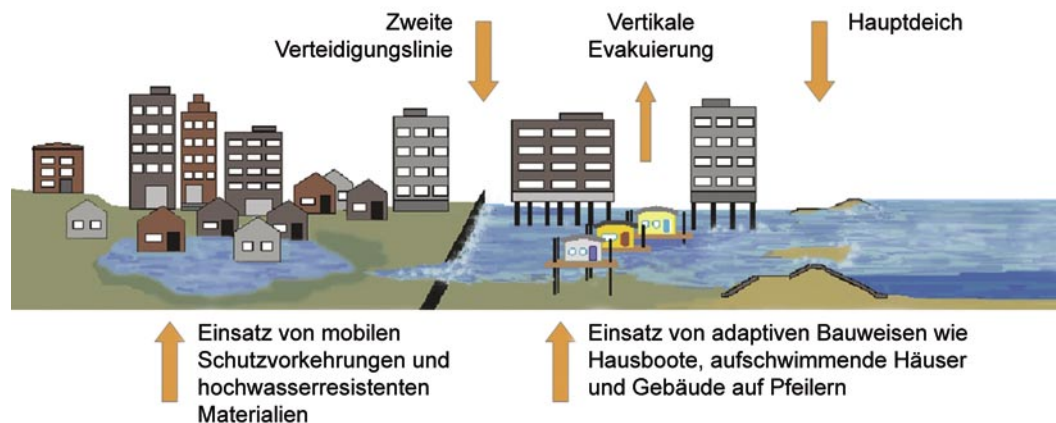 Zweite
Verteidigungslinie
Vertikale
Evakuierung
Hauptdeich
Einsatz von mobilen
Schutzvorkehrungen und
hochwasserresistenten
Materialien
Einsatz von adaptiven Bauweisen wie
Hausboote, aufschwimmende Häuser
und Gebäude auf Pfeilern